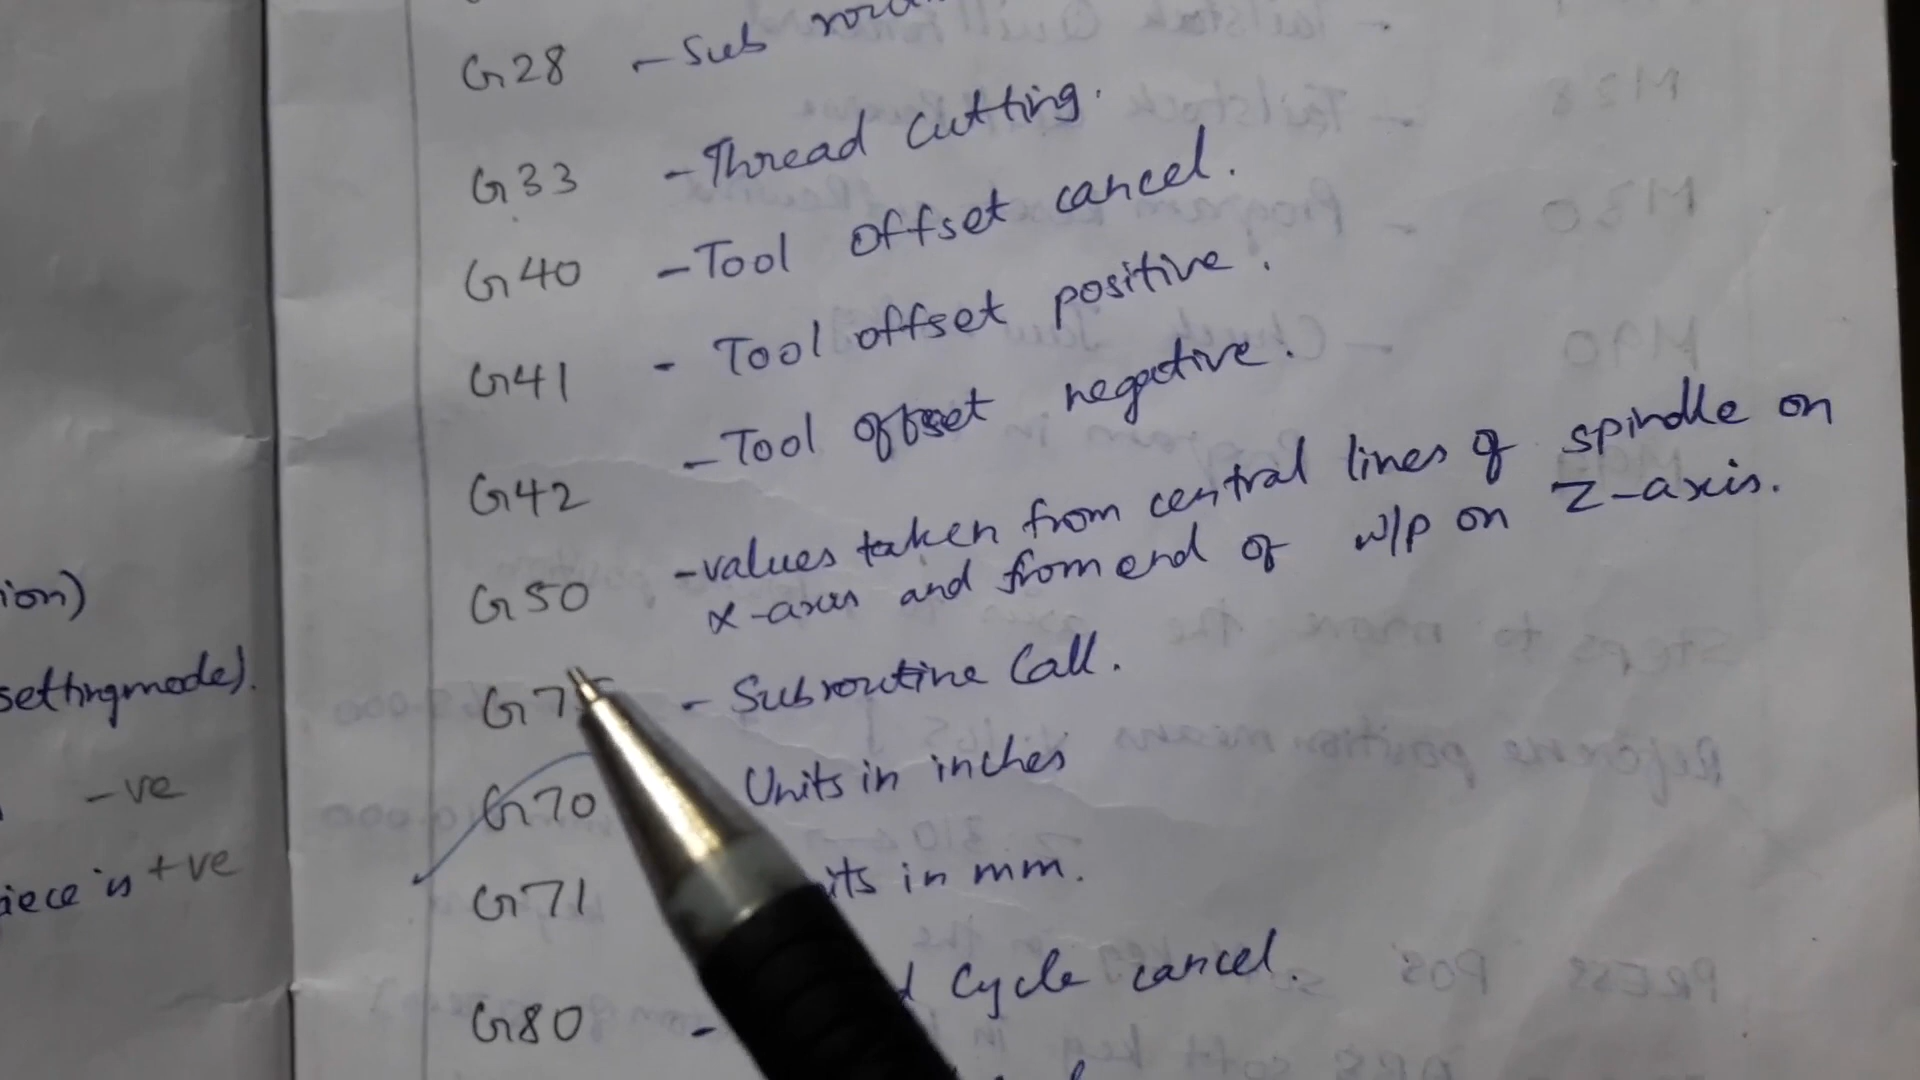 G28 - Sub
G33 - Thread Cutting.
G40 - Tool Offset cancel.
G41 - Tool offset positive.
G42 - Tool offset negative.
G50 - values taken from central lines of spindle on
x-axis and from end of w/p on Z-axis.
G75 - Subroutine Call.
G70 Units in inches
G71 its in mm.
G80 - d Cycle cancel.
ion)
settingmode).
-ve
iece is +ve